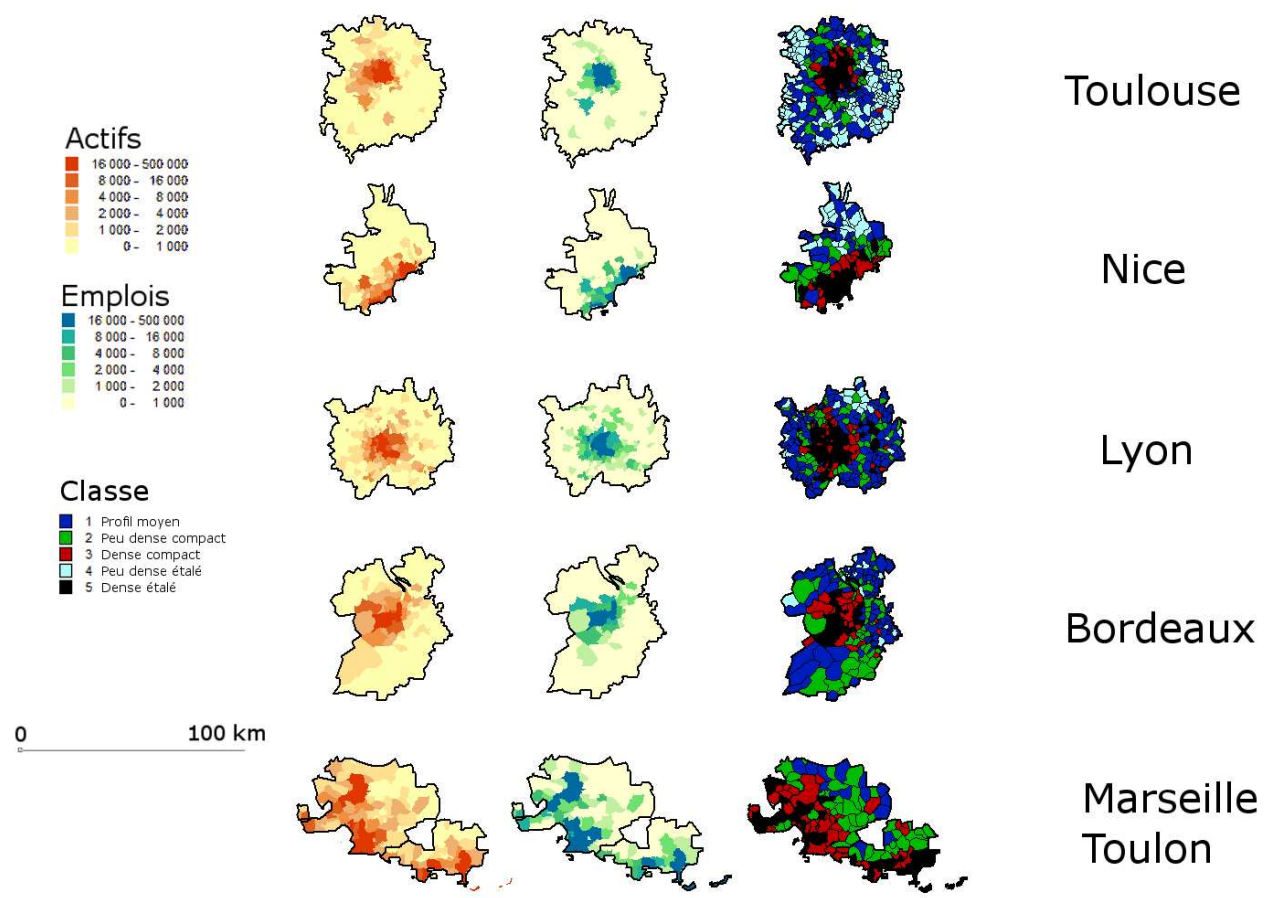 Toulouse
Actifs
16 000 - 500 000
8 000 - 16 000
4 000 - 8 000
2 000 - 4 000
1 000 - 2 000
0 - 1 000
Nice
Emplois
16 000 - 500 000
8 000 - 16 000
4 000 - 8 000
2 000 - 4 000
1 000 - 2 000
0 - 1 000
Lyon
Classe
1 Profil moyen
2 Peu dense compact
3 Dense compact
4 Peu dense étalé
5 Dense étalé
Bordeaux
0 100 km
Marseille
Toulon